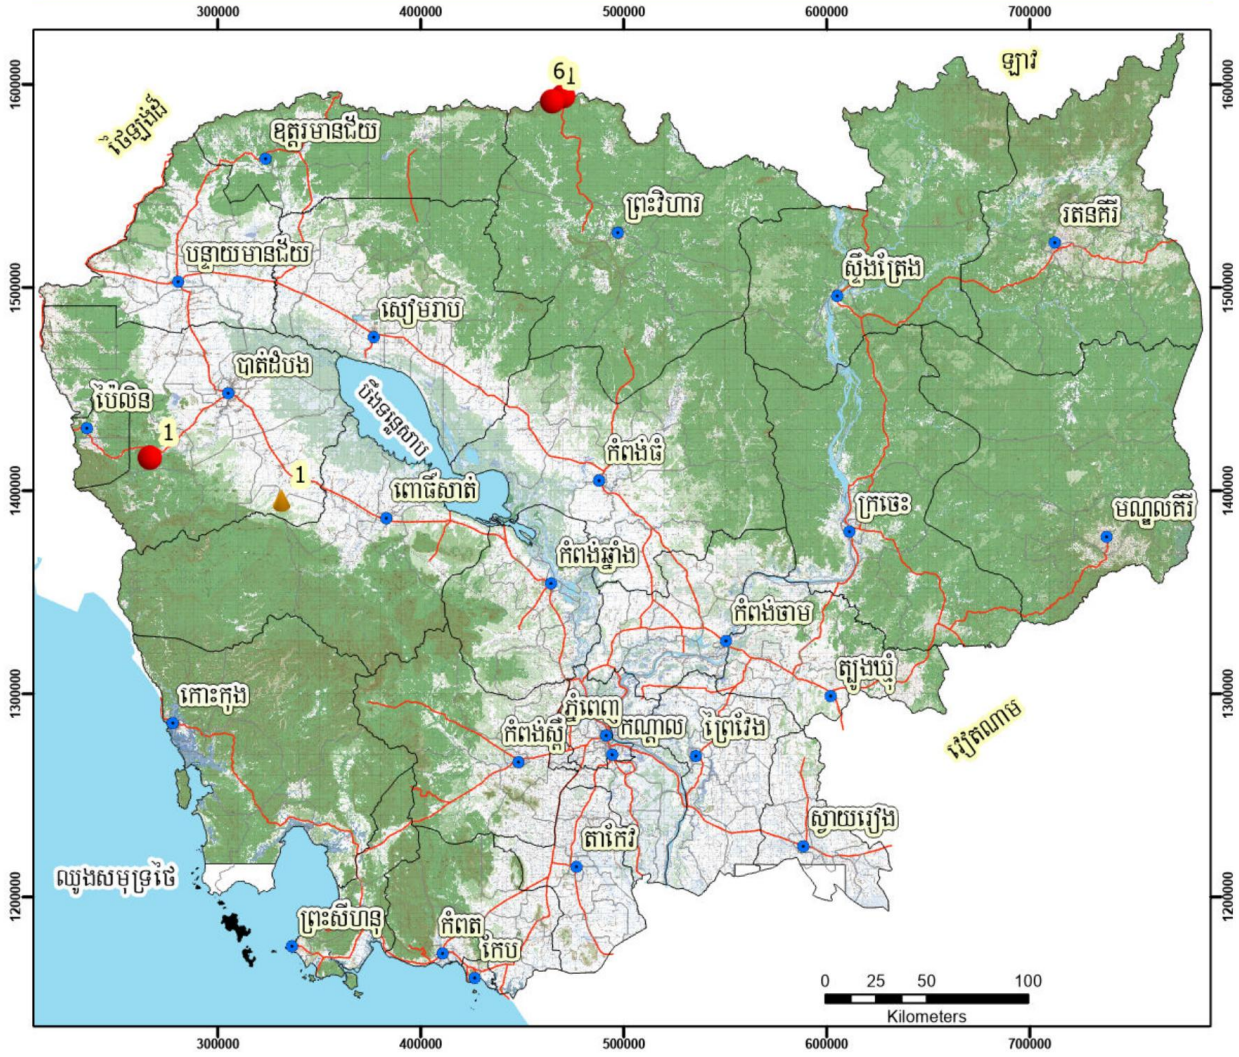 300000 400000 500000 600000 700000
1600000 1600000
61
ឡាវ
ថៃឡង់ដ៏
ឧត្តរមានជ័យ
ព្រះវិហារ
រតនគីរី
បន្ទាយមានជ័យ
ស្ទឹងត្រែង
1500000 1500000
សៀមរាប
បាត់ដំបង
ប៉ៃលិន
បឹងទន្លេសាប
1
កំពង់ធំ
1
ពោធិ៍សាត់
1400000 1400000
ក្រចេះ
មណ្ឌលគីរី
កំពង់ឆ្នាំង
កំពង់ចាម
ត្បូងឃ្មុំ
1300000 1300000
កោះកុង
ភ្នំពេញ
កំពង់ស្ពឺ
កណ្តាល
ព្រៃវែង
វៀតណាម
ស្វាយរៀង
តាកែវ
ឈូងសមុទ្រថៃ
1200000 1200000
ព្រះសីហនុ
កំពត
កែប
0 25 50 100
Kilometers
300000 400000 500000 600000 700000